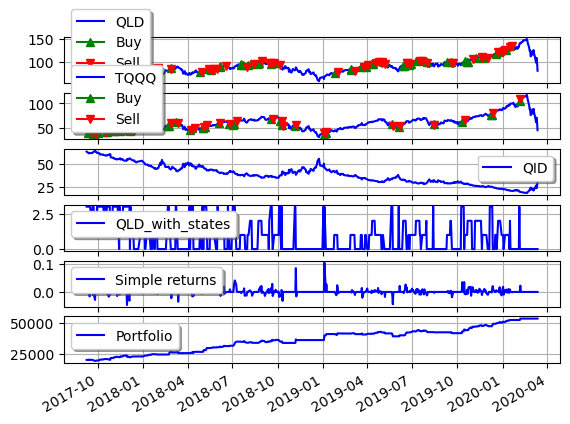 QLD
Buy
Sell
150
100
TQQQ
Buy
Sell
100
50
QID
50
25
QLD_with_states
2.5
0.0
Simple returns
0.1
0.0
Portfolio
50000
25000
2017-10 2018-01 2018-04 2018-07 2018-10 2019-01 2019-04 2019-07 2019-10 2020-01 2020-04